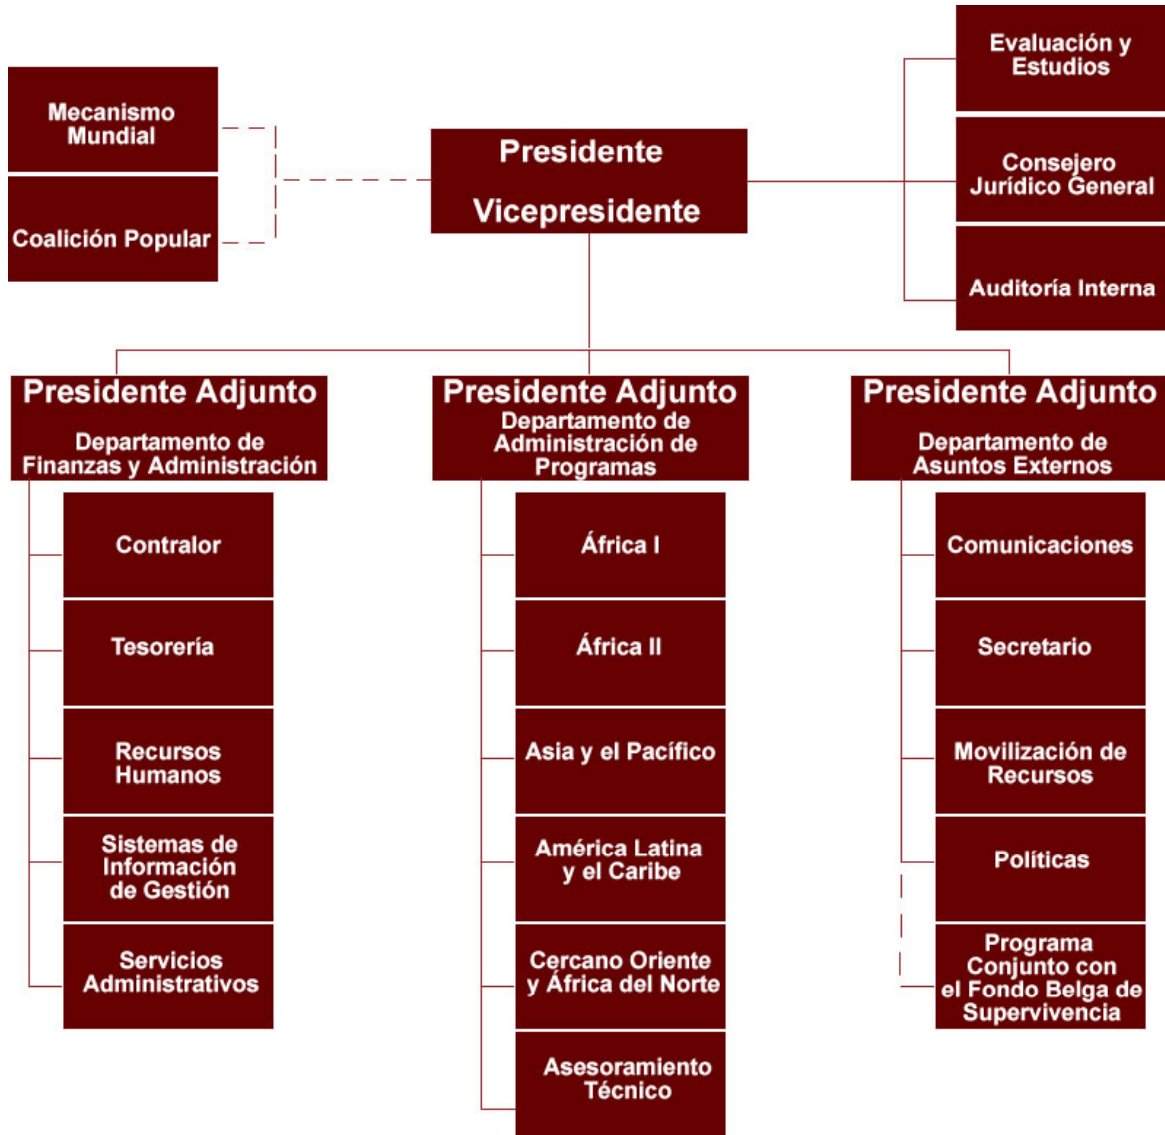 Evaluación y
Estudios
Mecanismo
Mundial
Presidente
Vicepresidente
Consejero
Jurídico General
Coalición Popular
Auditoría Interna
Presidente Adjunto
Departamento de
Finanzas y Administración
Contralor
Tesorería
Recursos
Humanos
Sistemas de
Información
de Gestión
Servicios
Administrativos
Presidente Adjunto
Departamento de
Administración de
Programas
África I
África II
Asia y el Pacífico
América Latina
y el Caribe
Cercano Oriente
y África del Norte
Asesoramiento
Técnico
Presidente Adjunto
Departamento de
Asuntos Externos
Comunicaciones
Secretario
Movilización de
Recursos
Políticas
Programa
Conjunto con
el Fondo Belga de
Supervivencia